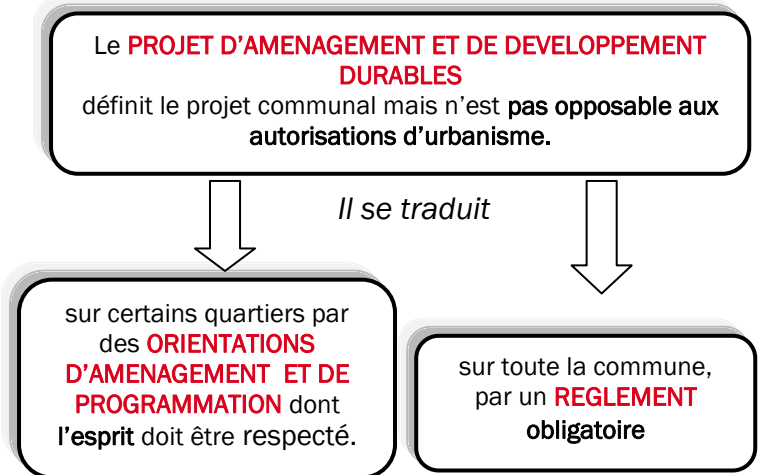 Le PROJET D’AMENAGEMENT ET DE DEVELOPPEMENT
DURABLES
définit le projet communal mais n’est pas opposable aux
autorisations d’urbanisme.
Il se traduit
sur certains quartiers par
des ORIENTATIONS
D’AMENAGEMENT ET DE
PROGRAMMATION dont
l’esprit doit être respecté.
sur toute la commune,
par un REGLEMENT
obligatoire